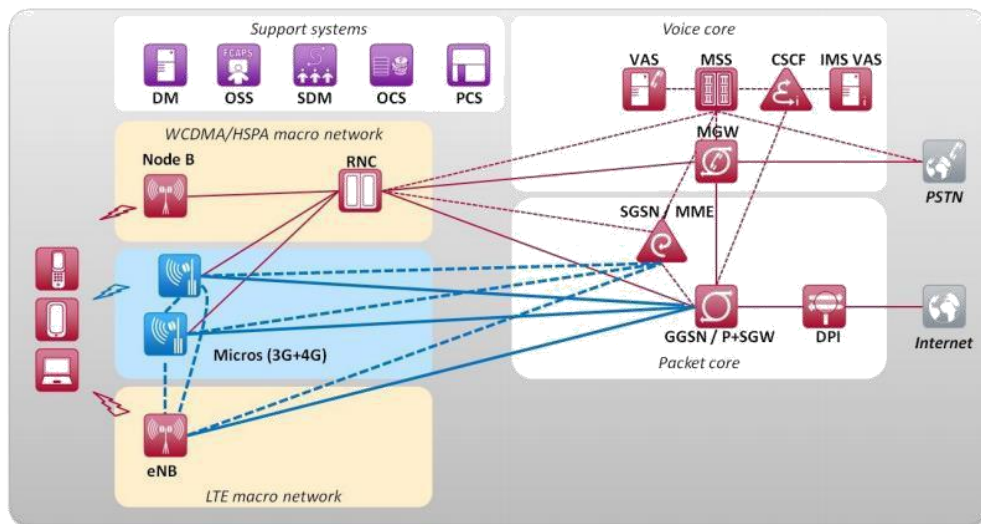 Support systems
FCAPS
DM
OSS
SDM
OCS
PCS
Voice core
VAS
MSS
CSCF
IMS VAS
i
i
MGW
PSTN
WCDMA/HSPA macro network
Node B
RNC
SGSN / MME
Micros (3G+4G)
GGSN / P+SGW
DPI
Internet
Packet core
eNB
LTE macro network